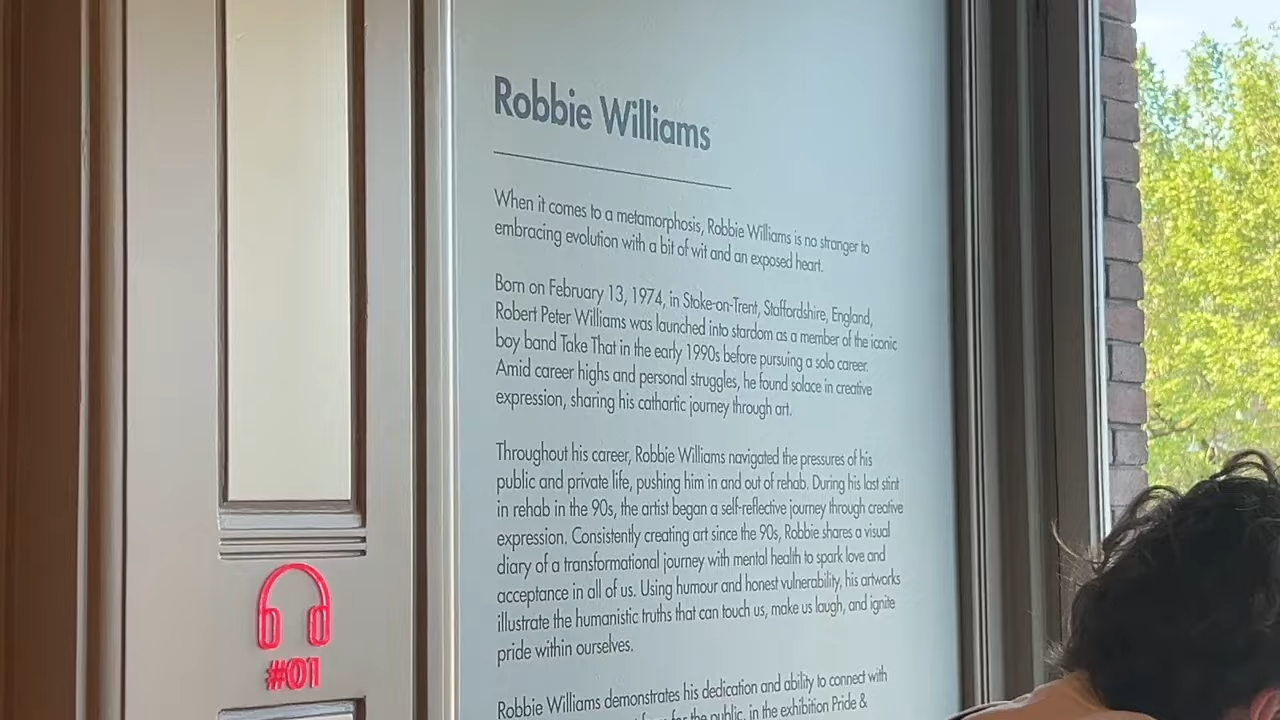 Robbie Williams
When it comes to a metamorphosis, Robbie Williams is no stranger to
embracing evolution with a bit of wit and an exposed heart.
Born on February 13, 1974, in Stoke-on-Trent, Staffordshire, England,
Robert Peter Williams was launched into stardom as a member of the iconic
boy band Take That in the early 1990s before pursuing a solo career.
Amid career highs and personal struggles, he found solace in creative
expression, sharing his cathartic journey through art.
Throughout his career, Robbie Williams navigated the pressures of his
public and private life, pushing him in and out of rehab. During his last stint
in rehab in the 90s, the artist began a self-reflective journey through creative
expression. Consistently creating art since the 90s, Robbie shares a visual
diary of a transformational journey with mental health to spark love and
acceptance in all of us. Using humour and honest vulnerability, his artworks
illustrate the humanistic truths that can touch us, make us laugh, and ignite
pride within ourselves.
Robbie Williams demonstrates his dedication and ability to connect with
for the public, in the exhibition Pride &
#01